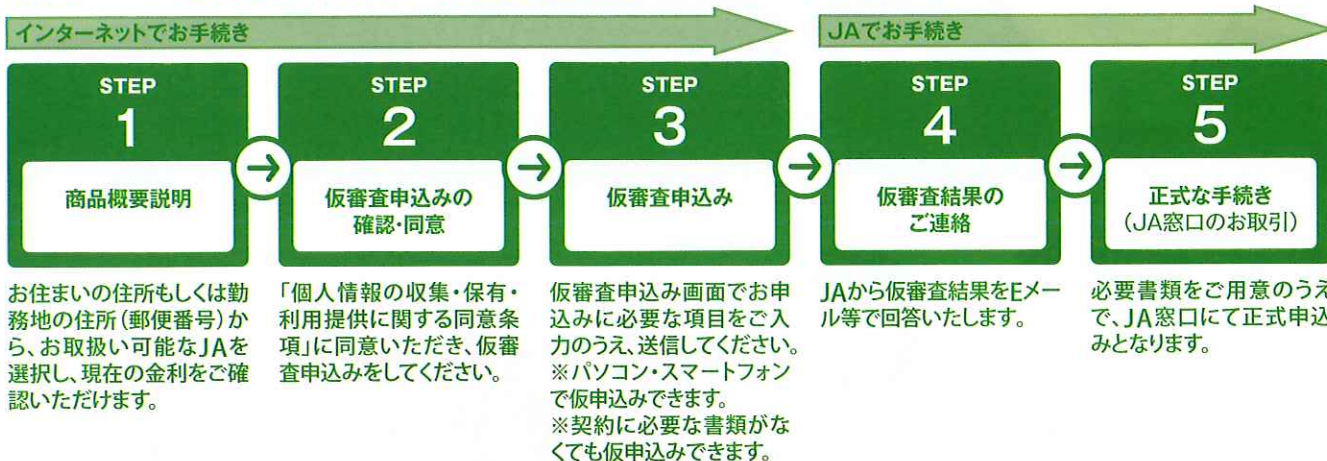 インターネットでお手続き
JAでお手続き
STEP
1
商品概要説明
お住まいの住所もしくは勤
務地の住所(郵便番号)か
ら、お取扱い可能なJAを
選択し、現在の金利をご確
認いただけます。
STEP
2
仮審査申込みの
確認・同意
「個人情報の収集・保有・
利用提供に関する同意条
項」に同意いただき、仮審
査申込みをしてください。
STEP
3
仮審査申込み
仮審査申込み画面でお申
込みに必要な項目をご入
力のうえ、送信してください。
※パソコン・スマートフォン
で仮申込みできます。
※契約に必要な書類がな
くても仮申込みできます。
STEP
4
仮審査結果の
ご連絡
JAから仮審査結果をEメー
ル等で回答いたします。
STEP
5
正式な手続き
(JA窓口のお取引)
必要書類をご用意のうえ
で、JA窓口にて正式申込
みとなります。